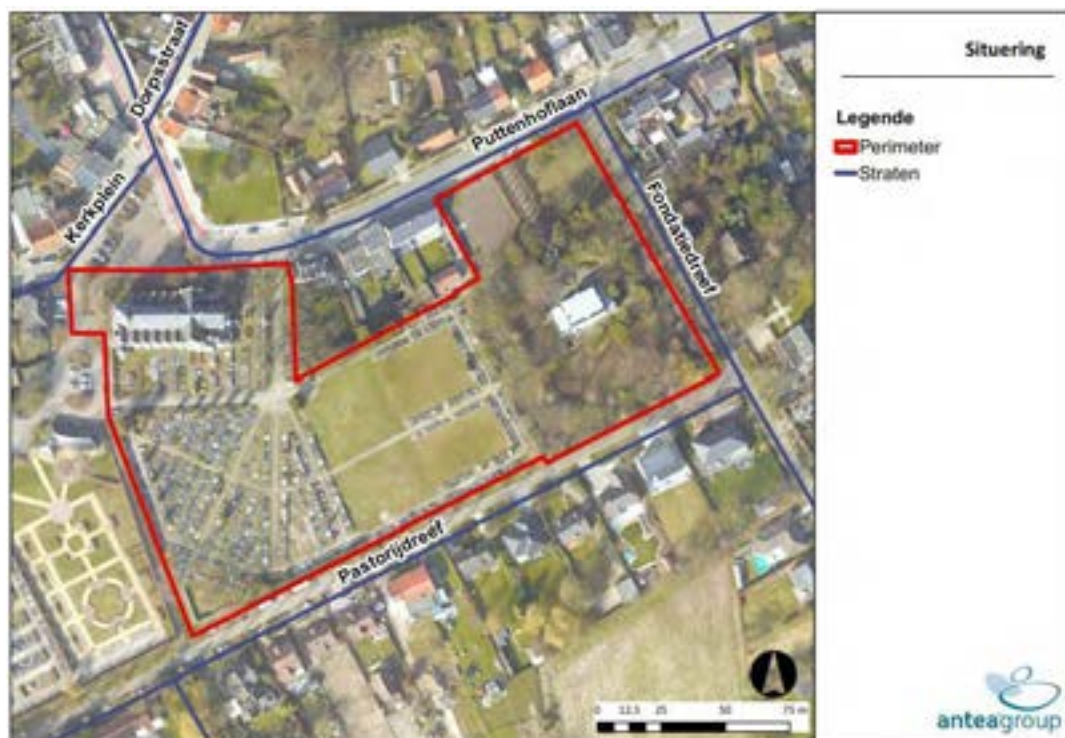 Dorpsstraat
Kerkplein
Puttenhoflaan
Fondatiedreef
Pastorijdreef
0 12,5 25 50 75 m
Situering
Legende
Perimeter
Straten
anteagroup